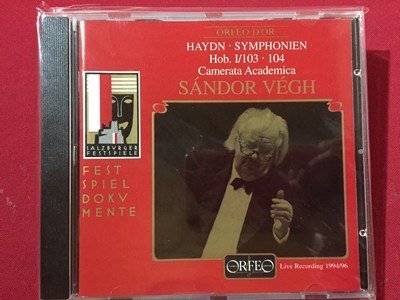 ORFEO D'OR
HAYDN · SYMPHONIEN
Hob. I/103 · 104
Camerata Academica
SÁNDOR VÉGH
SALZBURGER
FESTSPIELE
FEST
SPIEL
DOKU
MENTE
ORFEO
Live Recording 1994/96